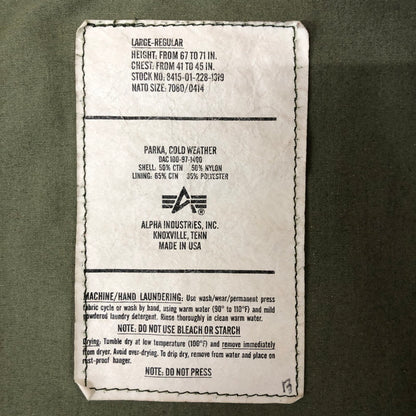 LARGE-REGULAR
HEIGHT: FROM 67 TO 71 IN.
CHEST: FROM 41 TO 45 IN.
STOCK NO: 8415-01-228-1319
NATO SIZE: 7080/0414
PARKA, COLD WEATHER
DAC 100-97-1400
SHELL: 50% CTN 50% NYLON
LINING: 65% CTN 35% POLYESTER
A
®
ALPHA INDUSTRIES, INC.
KNOXVILLE, TENN
MADE IN USA
MACHINE/HAND LAUNDERING: Use wash/wear/permanent press
fabric cycle or wash by hand, using warm water (90° to 110°F) and mild
powdered laundry detergent. Rinse thoroughly in clean warm water.
NOTE: DO NOT USE BLEACH OR STARCH
Drying: Tumble dry at low temperature (100°F) and remove immediately
from dryer. Avoid over-drying. To drip dry, remove from water and place on
rust-proof hanger.
NOTE: DO NOT PRESS